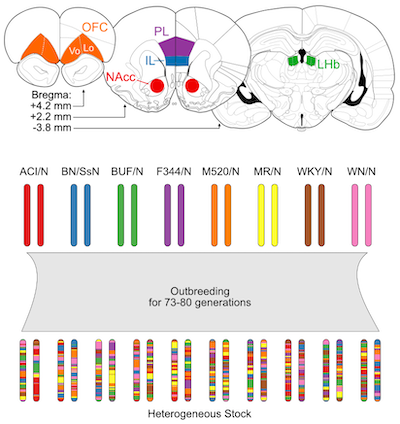 OFC
Vo Lo
PL
IL
NAcc
LHb
Bregma:
+4.2 mm
+2.2 mm
-3.8 mm
ACI/N BN/SsN BUF/N F344/N M520/N MR/N WKY/N WN/N
Outbreeding
for 73-80 generations
Heterogeneous Stock